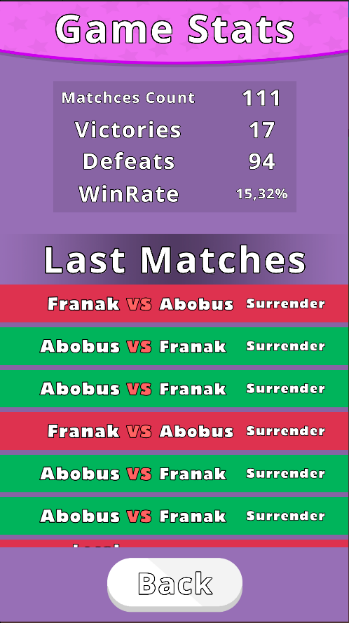 Game Stats
Matchces Count 111
Victories 17
Defeats 94
WinRate 15,32%
Last Matches
Franak VS Abobus Surrender
Abobus VS Franak Surrender
Abobus VS Franak Surrender
Franak VS Abobus Surrender
Abobus VS Franak Surrender
Abobus VS Franak Surrender
Back